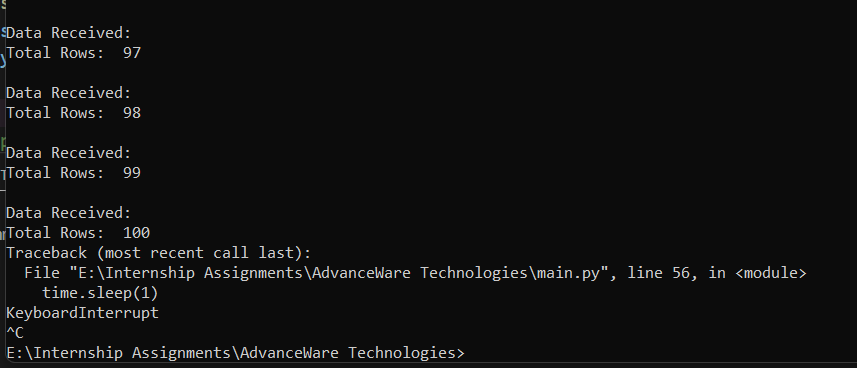 Data Received:
Total Rows:  97
Data Received:
Total Rows:  98
Data Received:
Total Rows:  99
Data Received:
Total Rows:  100
Traceback (most recent call last):
  File "E:\Internship Assignments\AdvanceWare Technologies\main.py", line 56, in <module>
    time.sleep(1)
KeyboardInterrupt
^C
E:\Internship Assignments\AdvanceWare Technologies>